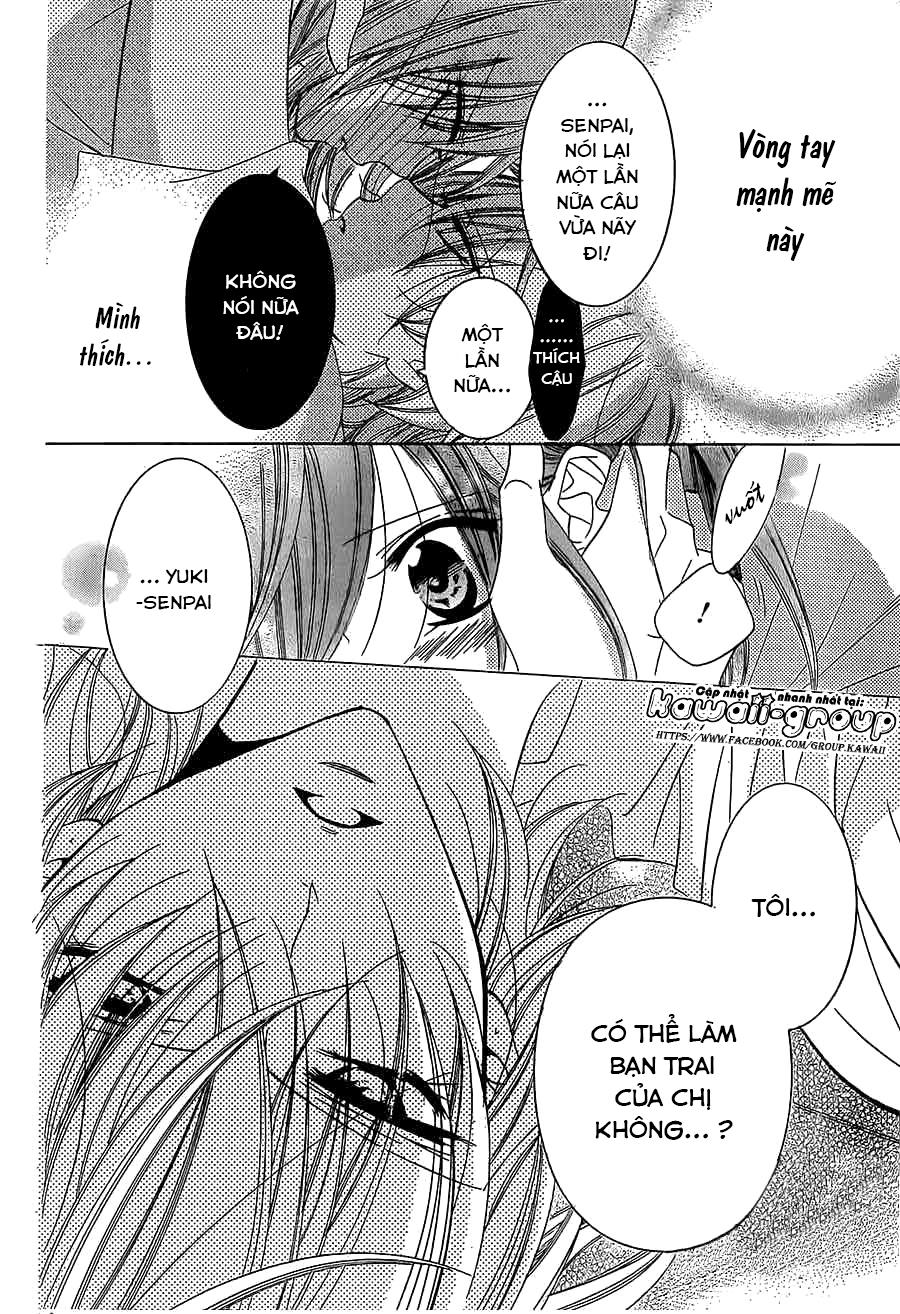 Vòng tay
mạnh mẽ
này
...
SENPAI,
NÓI LẠI
MỘT LẦN
NỮA CÂU
VỪA NÃY
ĐI!
...
......
THÍCH
CẬU
MỘT
LẦN
NỮA...
KHÔNG
NÓI NỮA
ĐÂU!
Mình
thích...
vuốt
!
... YUKI
-SENPAI
Cập nhật nhanh nhất tại:
kawaii-group
HTTPS://WWW.FACEBOOK.COM/GROUP.KAWAII
TÔI...
CÓ THỂ LÀM
BẠN TRAI
CỦA CHỊ
KHÔNG... ?